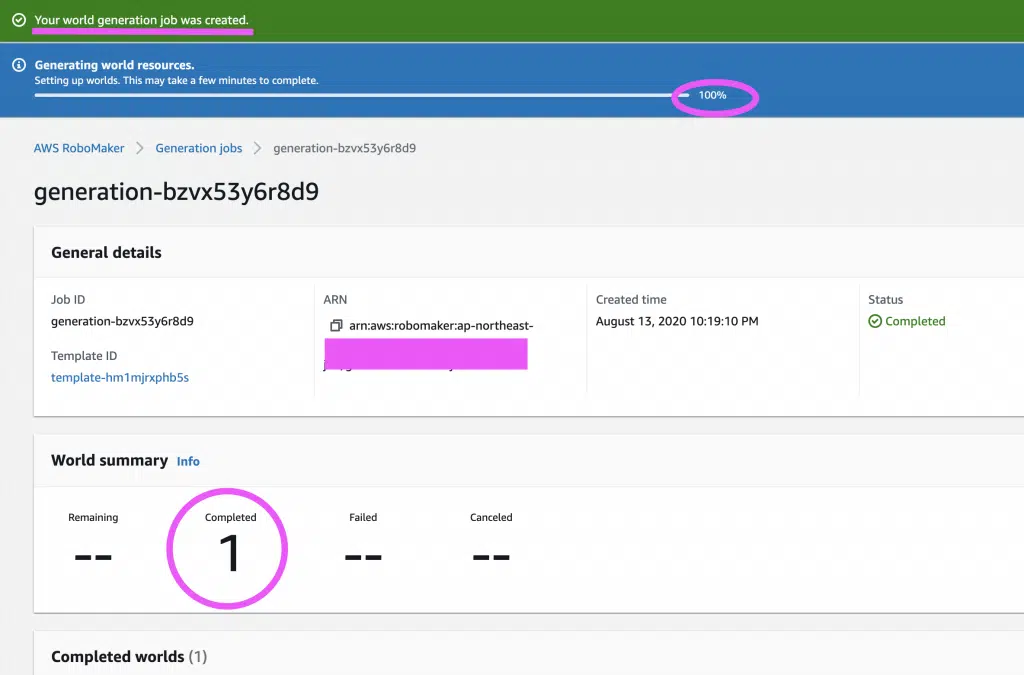 Your world generation job was created.
Generating world resources.
Setting up worlds. This may take a few minutes to complete.
100%
AWS RoboMaker > Generation jobs > generation-bzvx53y6r8d9
generation-bzvx53y6r8d9
General details
Job ID
generation-bzvx53y6r8d9
Template ID
template-hm1mjrxphb5s
ARN
arn:aws:robomaker:ap-northeast-
Created time
August 13, 2020 10:19:10 PM
Status
Completed
World summary Info
Remaining Completed Failed Canceled
-- 1 -- --
Completed worlds (1)